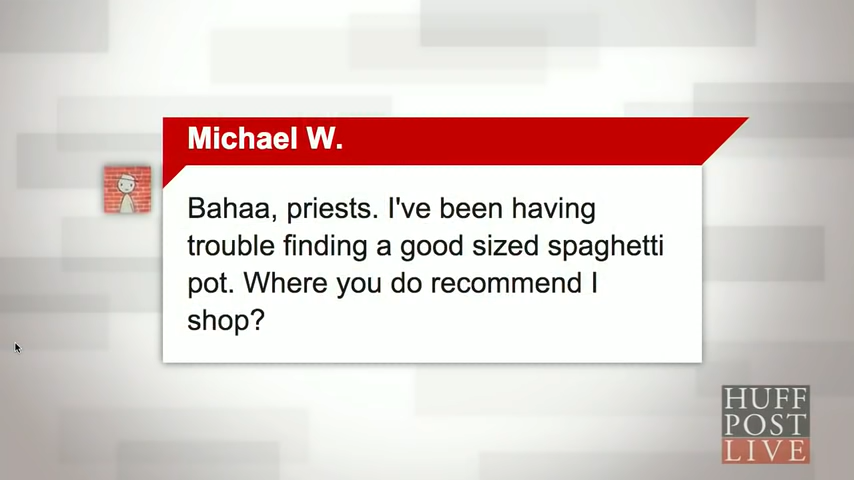 Michael W.
Bahaa, priests. I've been having
trouble finding a good sized spaghetti
pot. Where you do recommend I
shop?
HUFF
POST
LIVE